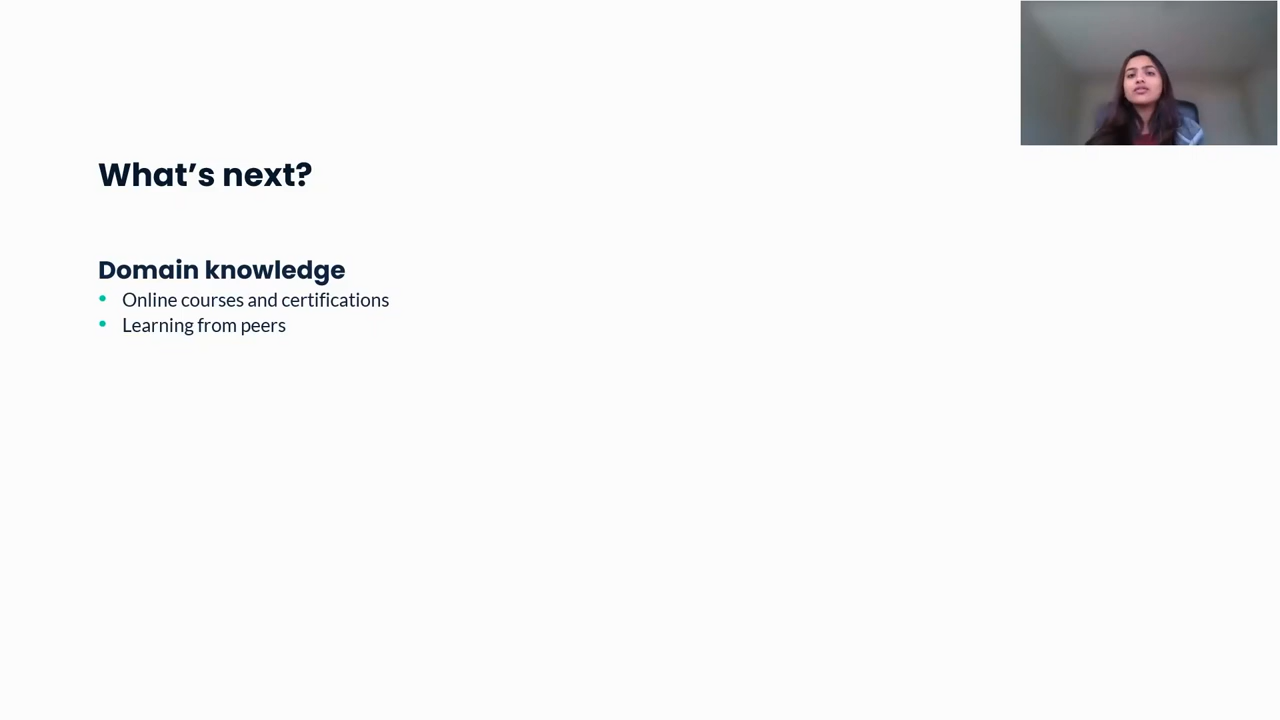 What’s next?
Domain knowledge
• Online courses and certifications
• Learning from peers